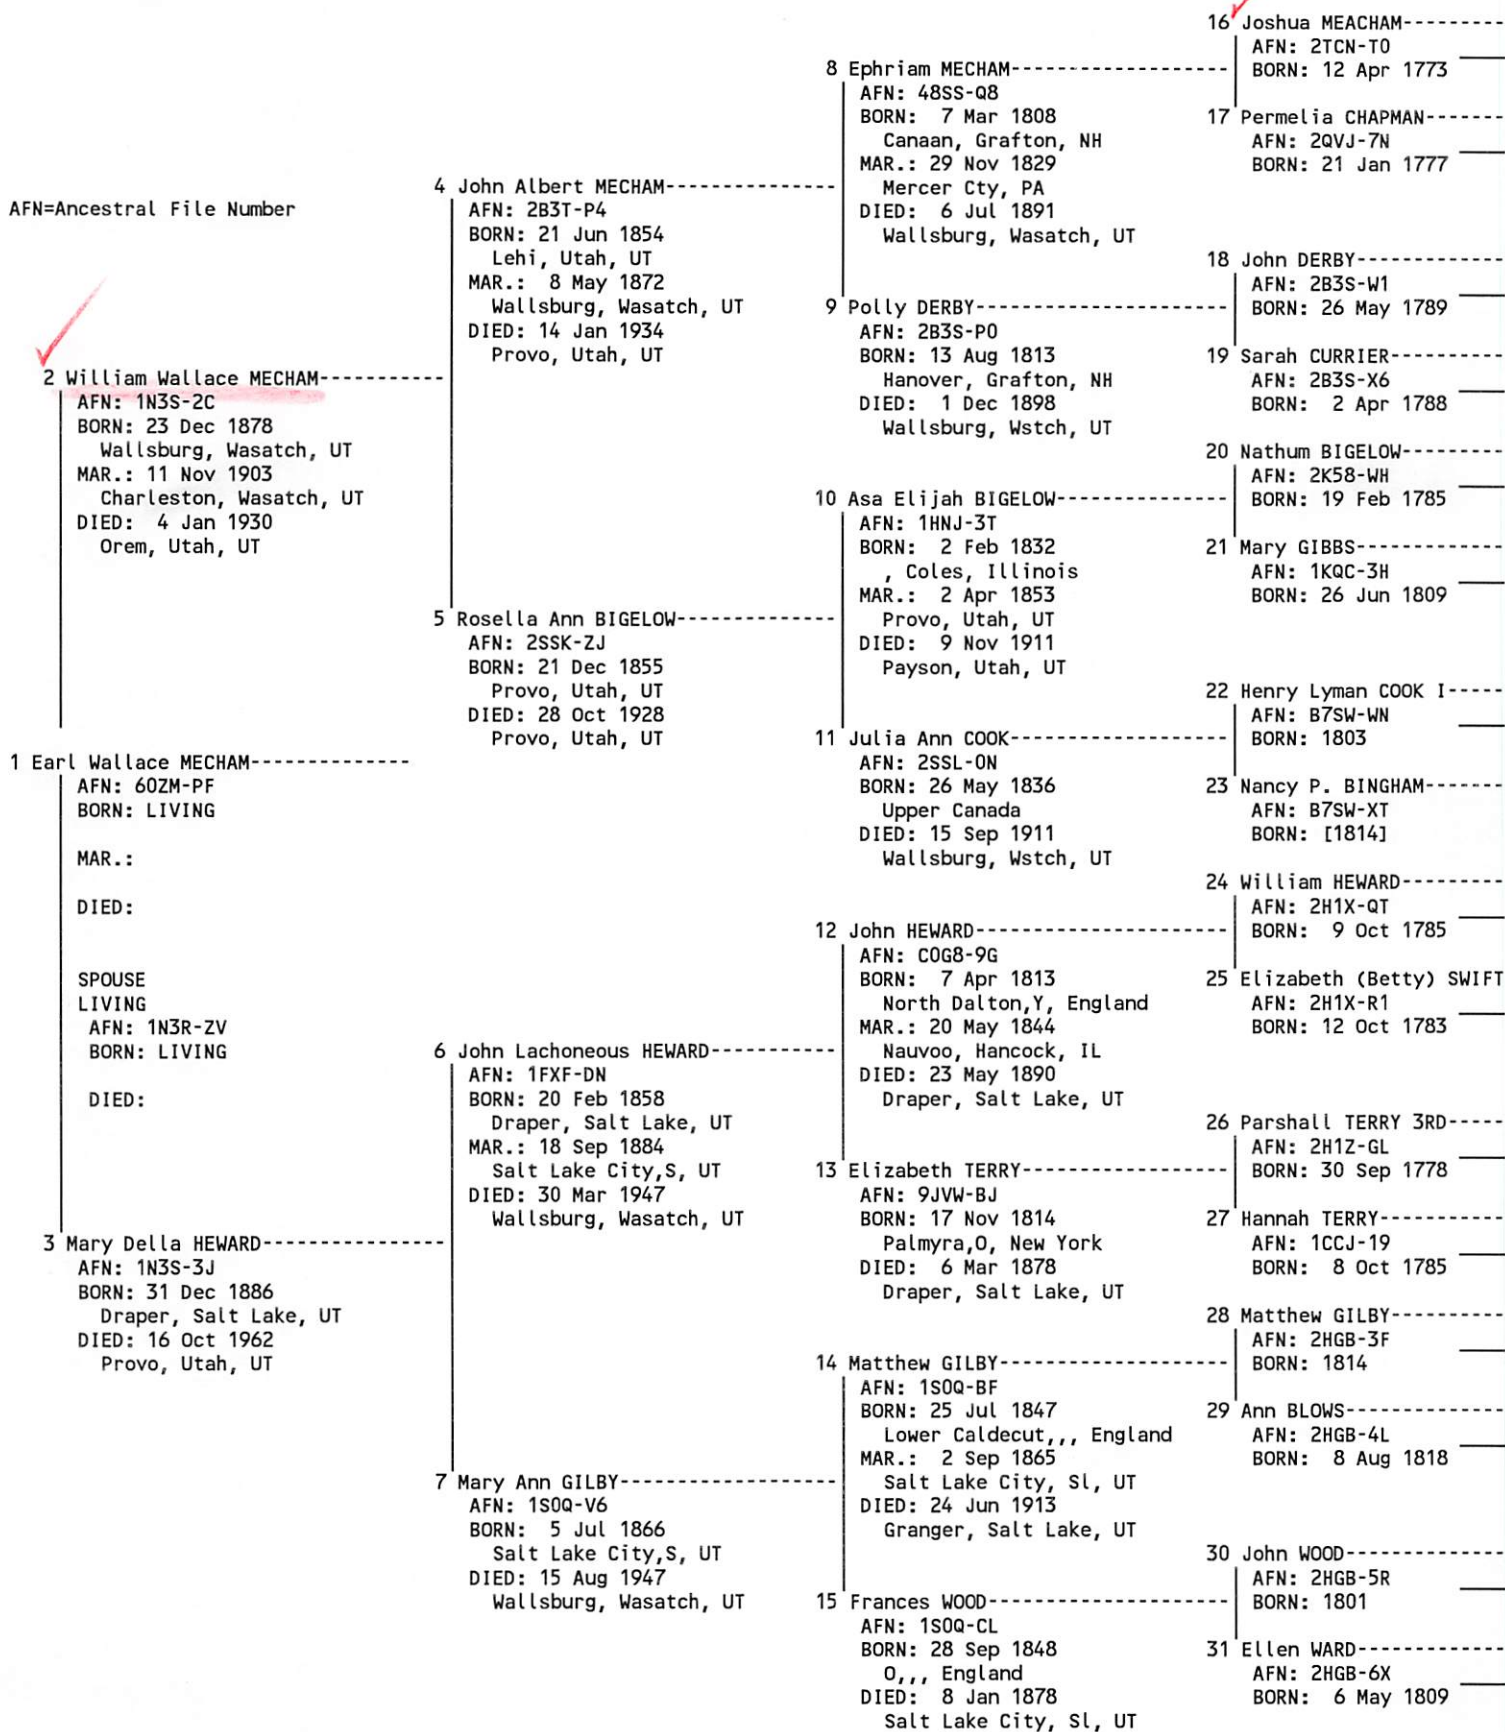 AFN=Ancestral File Number
1 Earl Wallace MECHAM--------------
AFN: 60ZM-PF
BORN: LIVING
MAR.:
DIED:
SPOUSE
LIVING
AFN: 1N3R-ZV
BORN: LIVING
DIED:
2 William Wallace MECHAM-----------
AFN: 1N3S-2C
BORN: 23 Dec 1878
Wallsburg, Wasatch, UT
MAR.: 11 Nov 1903
Charleston, Wasatch, UT
DIED:  4 Jan 1930
Orem, Utah, UT
3 Mary Della HEWARD----------------
AFN: 1N3S-3J
BORN: 31 Dec 1886
Draper, Salt Lake, UT
DIED: 16 Oct 1962
Provo, Utah, UT
4 John Albert MECHAM---------------
AFN: 2B3T-P4
BORN: 21 Jun 1854
Lehi, Utah, UT
MAR.:  8 May 1872
Wallsburg, Wasatch, UT
DIED: 14 Jan 1934
Provo, Utah, UT
5 Rosella Ann BIGELOW--------------
AFN: 2SSK-ZJ
BORN: 21 Dec 1855
Provo, Utah, UT
DIED: 28 Oct 1928
Provo, Utah, UT
6 John Lachoneous HEWARD-----------
AFN: 1FXF-DN
BORN: 20 Feb 1858
Draper, Salt Lake, UT
MAR.: 18 Sep 1884
Salt Lake City,S, UT
DIED: 30 Mar 1947
Wallsburg, Wasatch, UT
7 Mary Ann GILBY-------------------
AFN: 1S0Q-V6
BORN:  5 Jul 1866
Salt Lake City,S, UT
DIED: 15 Aug 1947
Wallsburg, Wasatch, UT
8 Ephriam MECHAM-------------------
AFN: 48SS-Q8
BORN:  7 Mar 1808
Canaan, Grafton, NH
MAR.: 29 Nov 1829
Mercer Cty, PA
DIED:  6 Jul 1891
Wallsburg, Wasatch, UT
9 Polly DERBY----------------------
AFN: 2B3S-P0
BORN: 13 Aug 1813
Hanover, Grafton, NH
DIED:  1 Dec 1898
Wallsburg, Wstch, UT
10 Asa Elijah BIGELOW---------------
AFN: 1HNJ-3T
BORN:  2 Feb 1832
, Coles, Illinois
MAR.:  2 Apr 1853
Provo, Utah, UT
DIED:  9 Nov 1911
Payson, Utah, UT
11 Julia Ann COOK-------------------
AFN: 2SSL-0N
BORN: 26 May 1836
Upper Canada
DIED: 15 Sep 1911
Wallsburg, Wstch, UT
12 John HEWARD----------------------
AFN: C0G8-9G
BORN:  7 Apr 1813
North Dalton,Y, England
MAR.: 20 May 1844
Nauvoo, Hancock, IL
DIED: 23 May 1890
Draper, Salt Lake, UT
13 Elizabeth TERRY------------------
AFN: 9JVW-BJ
BORN: 17 Nov 1814
Palmyra,O, New York
DIED:  6 Mar 1878
Draper, Salt Lake, UT
14 Matthew GILBY--------------------
AFN: 1S0Q-BF
BORN: 25 Jul 1847
Lower Caldecut,,, England
MAR.:  2 Sep 1865
Salt Lake City, Sl, UT
DIED: 24 Jun 1913
Granger, Salt Lake, UT
15 Frances WOOD---------------------
AFN: 1S0Q-CL
BORN: 28 Sep 1848
O,,, England
DIED:  8 Jan 1878
Salt Lake City, Sl, UT
16 Joshua MEACHAM---------
AFN: 2TCN-T0
BORN: 12 Apr 1773
17 Permelia CHAPMAN-------
AFN: 2QVJ-7N
BORN: 21 Jan 1777
18 John DERBY-------------
AFN: 2B3S-W1
BORN: 26 May 1789
19 Sarah CURRIER----------
AFN: 2B3S-X6
BORN:  2 Apr 1788
20 Nathum BIGELOW---------
AFN: 2K58-WH
BORN: 19 Feb 1785
21 Mary GIBBS-------------
AFN: 1KQC-3H
BORN: 26 Jun 1809
22 Henry Lyman COOK I-----
AFN: B7SW-WN
BORN: 1803
23 Nancy P. BINGHAM-------
AFN: B7SW-XT
BORN: [1814]
24 William HEWARD---------
AFN: 2H1X-QT
BORN:  9 Oct 1785
25 Elizabeth (Betty) SWIFT
AFN: 2H1X-R1
BORN: 12 Oct 1783
26 Parshall TERRY 3RD-----
AFN: 2H1Z-GL
BORN: 30 Sep 1778
27 Hannah TERRY-----------
AFN: 1CCJ-19
BORN:  8 Oct 1785
28 Matthew GILBY----------
AFN: 2HGB-3F
BORN: 1814
29 Ann BLOWS--------------
AFN: 2HGB-4L
BORN:  8 Aug 1818
30 John WOOD--------------
AFN: 2HGB-5R
BORN: 1801
31 Ellen WARD-------------
AFN: 2HGB-6X
BORN:  6 May 1809